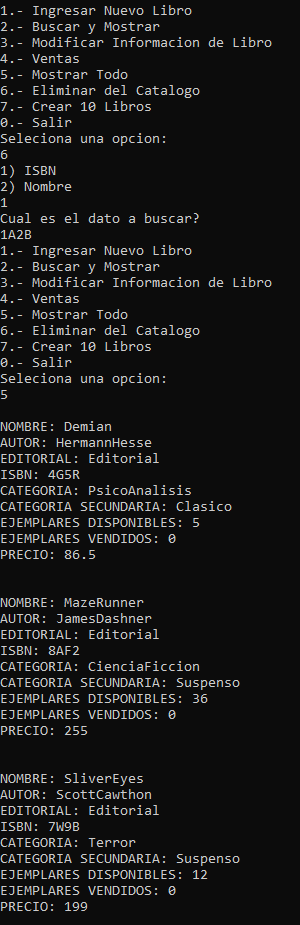 1.- Ingresar Nuevo Libro
2.- Buscar y Mostrar
3.- Modificar Informacion de Libro
4.- Ventas
5.- Mostrar Todo
6.- Eliminar del Catalogo
7.- Crear 10 Libros
0.- Salir
Seleciona una opcion:
6
1) ISBN
2) Nombre
1
Cual es el dato a buscar?
1A2B
1.- Ingresar Nuevo Libro
2.- Buscar y Mostrar
3.- Modificar Informacion de Libro
4.- Ventas
5.- Mostrar Todo
6.- Eliminar del Catalogo
7.- Crear 10 Libros
0.- Salir
Seleciona una opcion:
5
NOMBRE: Demian
AUTOR: HermannHesse
EDITORIAL: Editorial
ISBN: 4G5R
CATEGORIA: PsicoAnalisis
CATEGORIA SECUNDARIA: Clasico
EJEMPLARES DISPONIBLES: 5
EJEMPLARES VENDIDOS: 0
PRECIO: 86.5
NOMBRE: MazeRunner
AUTOR: JamesDashner
EDITORIAL: Editorial
ISBN: 8AF2
CATEGORIA: CienciaFiccion
CATEGORIA SECUNDARIA: Suspenso
EJEMPLARES DISPONIBLES: 36
EJEMPLARES VENDIDOS: 0
PRECIO: 255
NOMBRE: SliverEyes
AUTOR: ScottCawthon
EDITORIAL: Editorial
ISBN: 7W9B
CATEGORIA: Terror
CATEGORIA SECUNDARIA: Suspenso
EJEMPLARES DISPONIBLES: 12
EJEMPLARES VENDIDOS: 0
PRECIO: 199